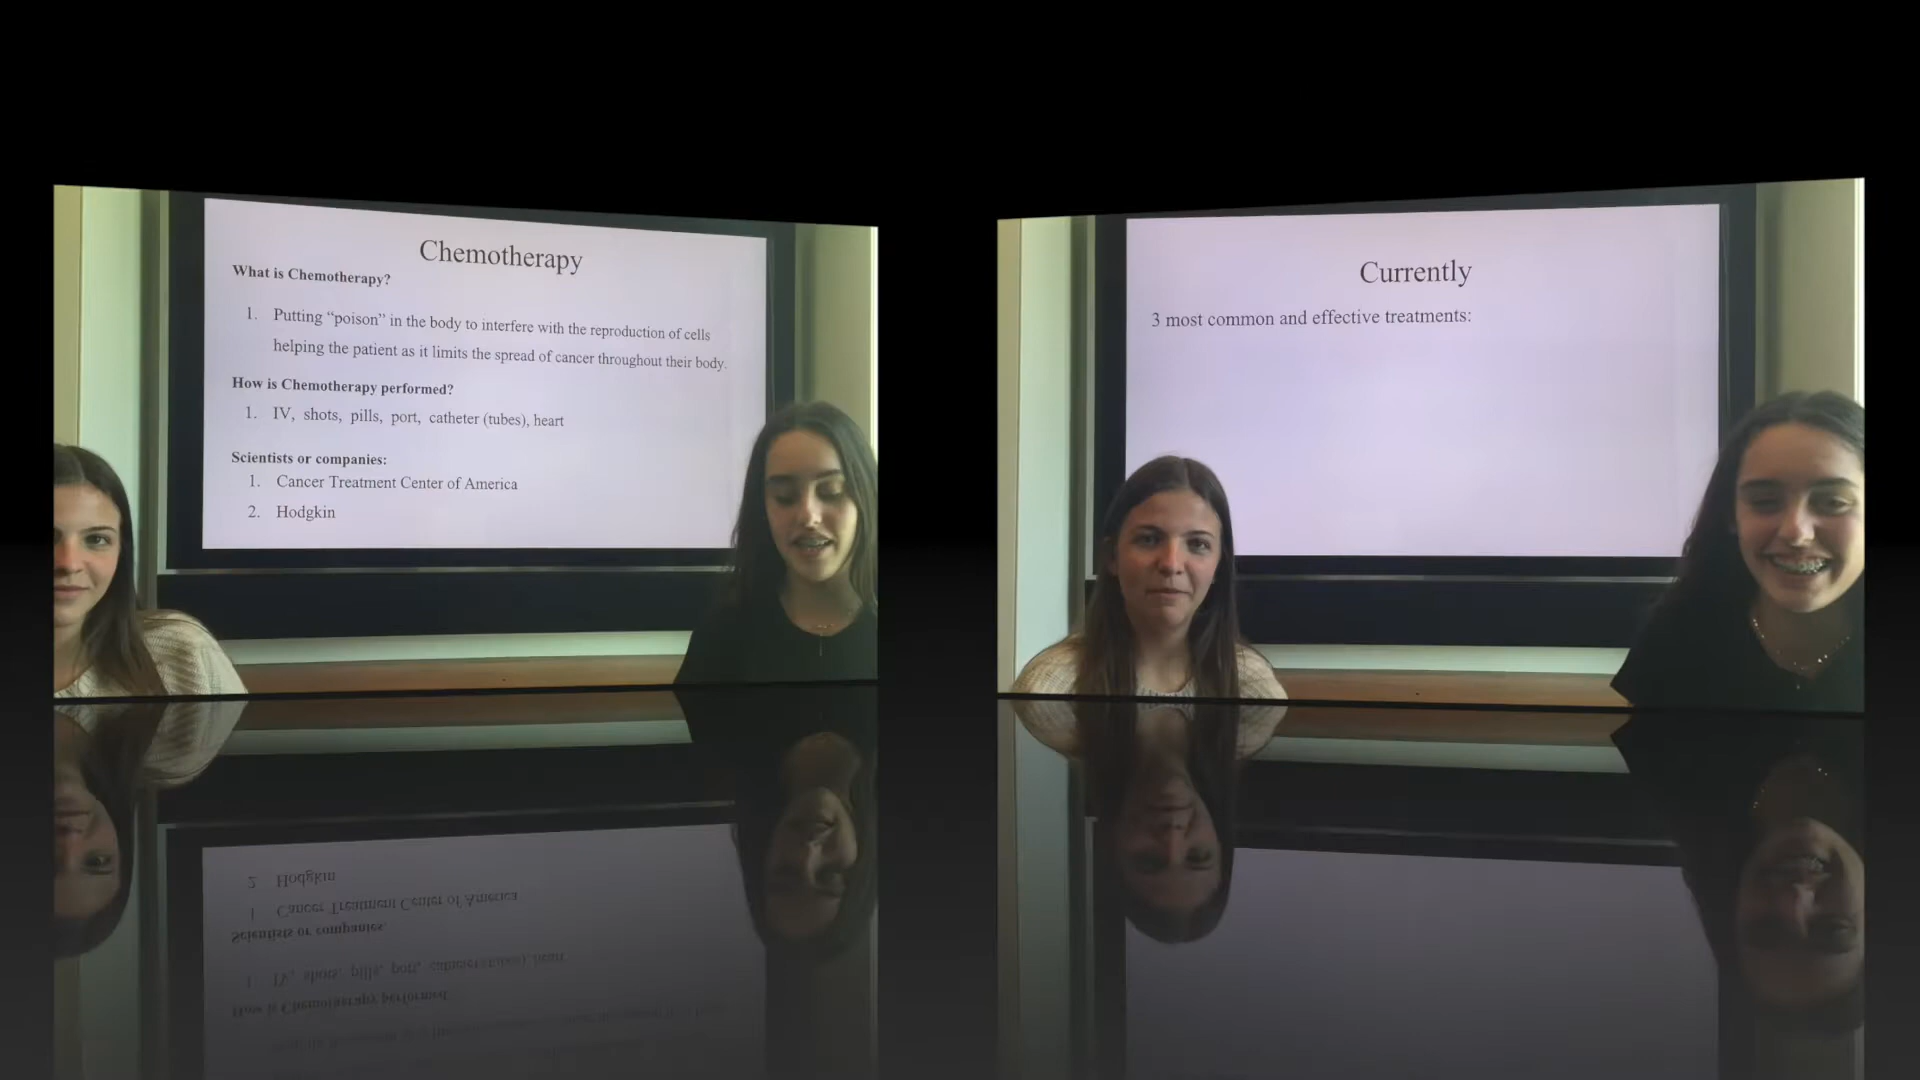 Chemotherapy
What is Chemotherapy?
1. Putting “poison” in the body to interfere with the reproduction of cells
helping the patient as it limits the spread of cancer throughout their body.
How is Chemotherapy performed?
1. IV, shots, pills, port, catheter (tubes), heart
Scientists or companies:
1. Cancer Treatment Center of America
2. Hodgkin
Currently
3 most common and effective treatments: